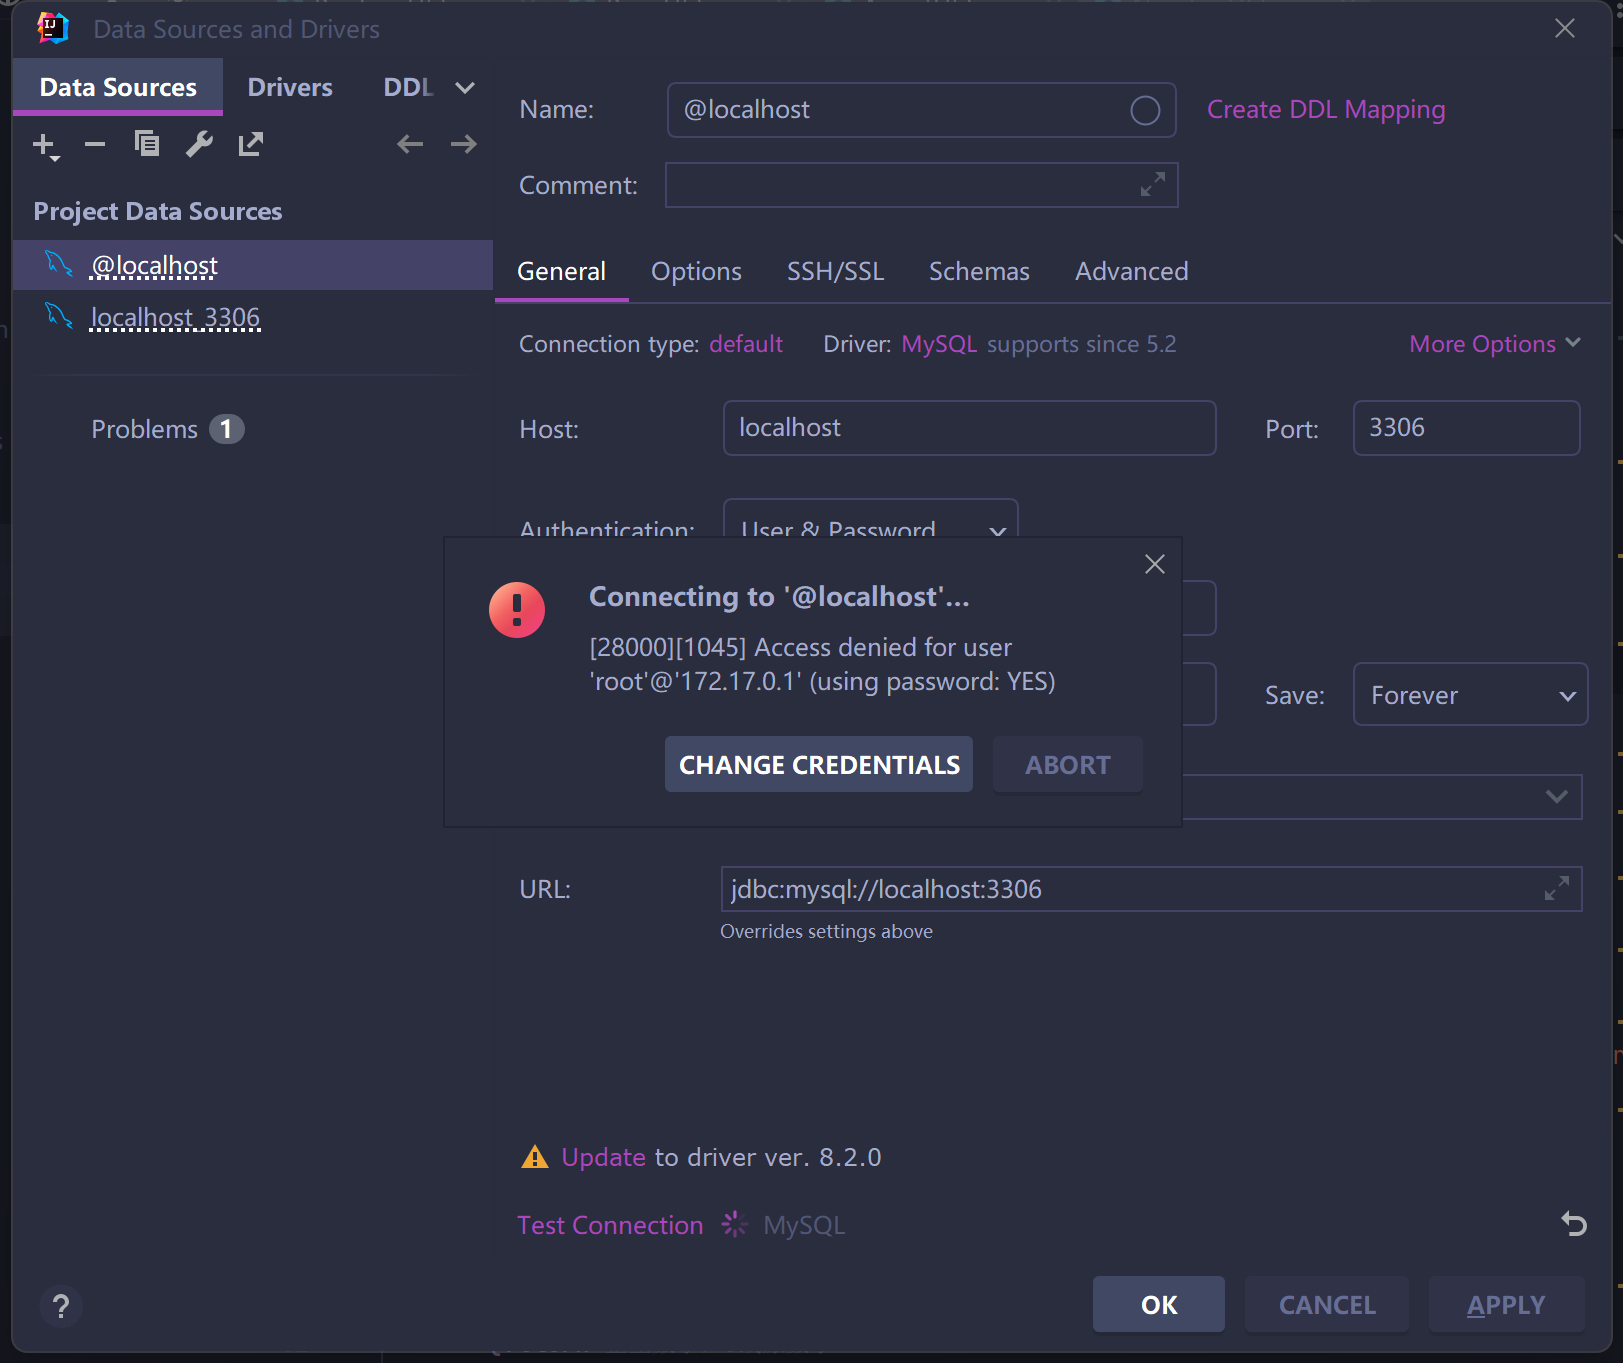 Data Sources and Drivers
Data Sources Drivers DDL
Name: @localhost Create DDL Mapping
Comment:
Project Data Sources
@localhost
localhost_3306
Problems 1
General Options SSH/SSL Schemas Advanced
Connection type: default Driver: MySQL supports since 5.2 More Options
Host: localhost Port: 3306
Authentication: User & Password
Connecting to '@localhost'...
[28000][1045] Access denied for user
'root'@'172.17.0.1' (using password: YES)
CHANGE CREDENTIALS ABORT
Save: Forever
URL: jdbc:mysql://localhost:3306
Overrides settings above
Update to driver ver. 8.2.0
Test Connection MySQL
?
OK CANCEL APPLY